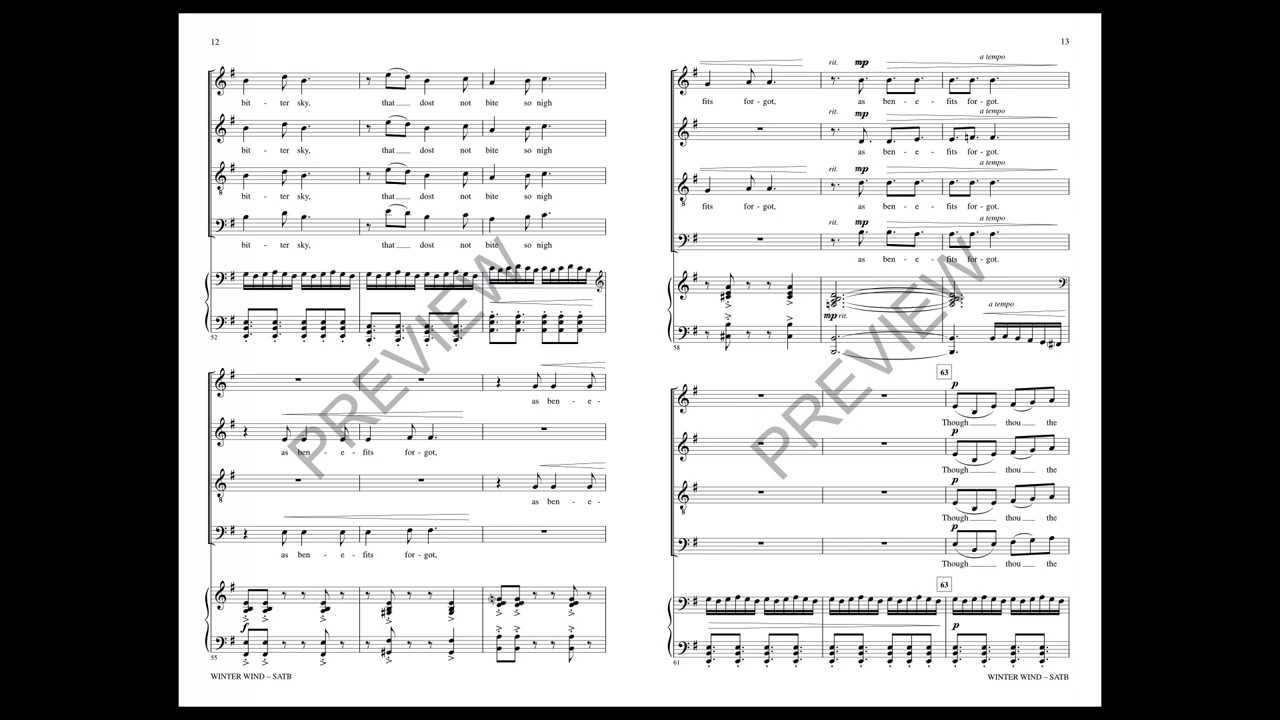 12
bit - ter sky, that dost not bite so nigh
bit - ter sky, that dost not bite so nigh
bit - ter sky, that dost not bite so nigh
8
bit - ter sky, that dost not bite so nigh
52
as ben - e -
as ben - e - fits for - got,
as ben - e -
8
as ben - e - fits for - got,
f
55
WINTER WIND – SATB
13
rit. mp a tempo
fits for - got, as ben - e - fits for - got.
rit. mp a tempo
as ben - e - fits for - got.
rit. mp a tempo
8
fits for - got, as ben - e - fits for - got.
rit. mp a tempo
as ben - e - fits for - got.
mp rit. a tempo
58
63
p
Though thou the
p
Though thou the
p
8
Though thou the
p
Though thou the
63
p
61
WINTER WIND – SATB
PREVIEW
PREVIEW